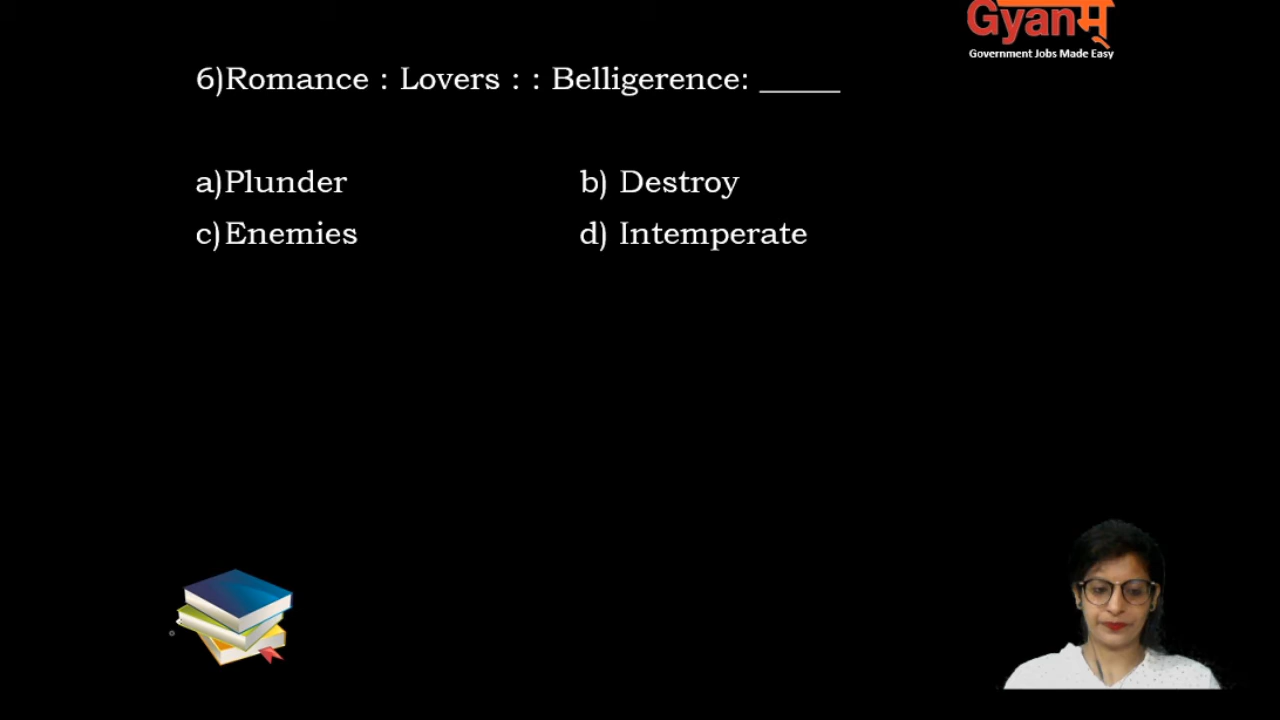 Gyanम्
Government Jobs Made Easy
6)Romance : Lovers : : Belligerence: _____
a)Plunder b) Destroy
c)Enemies d) Intemperate